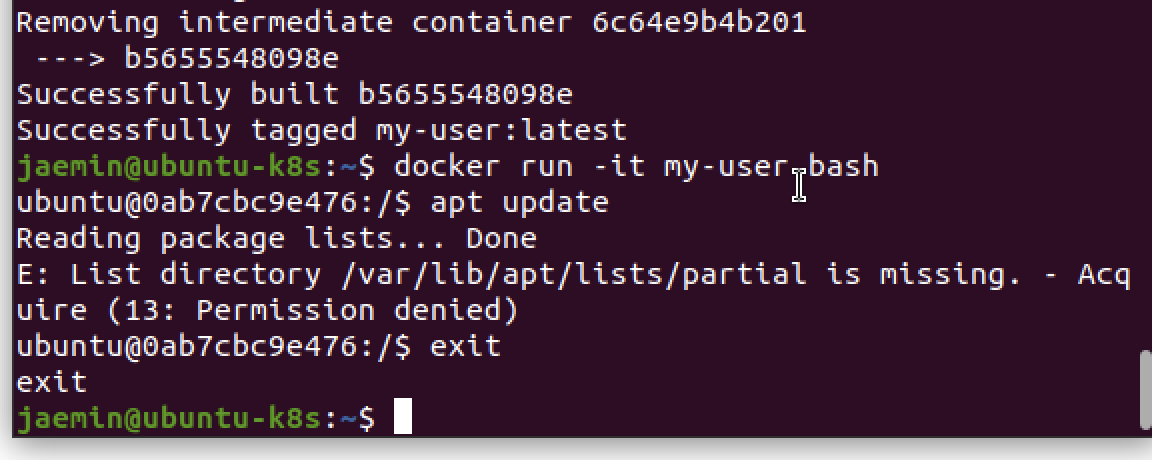 Removing intermediate container 6c64e9b4b201
---> b5655548098e
Successfully built b5655548098e
Successfully tagged my-user:latest
jaemin@ubuntu-k8s:~$ docker run -it my-user bash
ubuntu@0ab7cbc9e476:/$ apt update
Reading package lists... Done
E: List directory /var/lib/apt/lists/partial is missing. - Acq
uire (13: Permission denied)
ubuntu@0ab7cbc9e476:/$ exit
exit
jaemin@ubuntu-k8s:~$